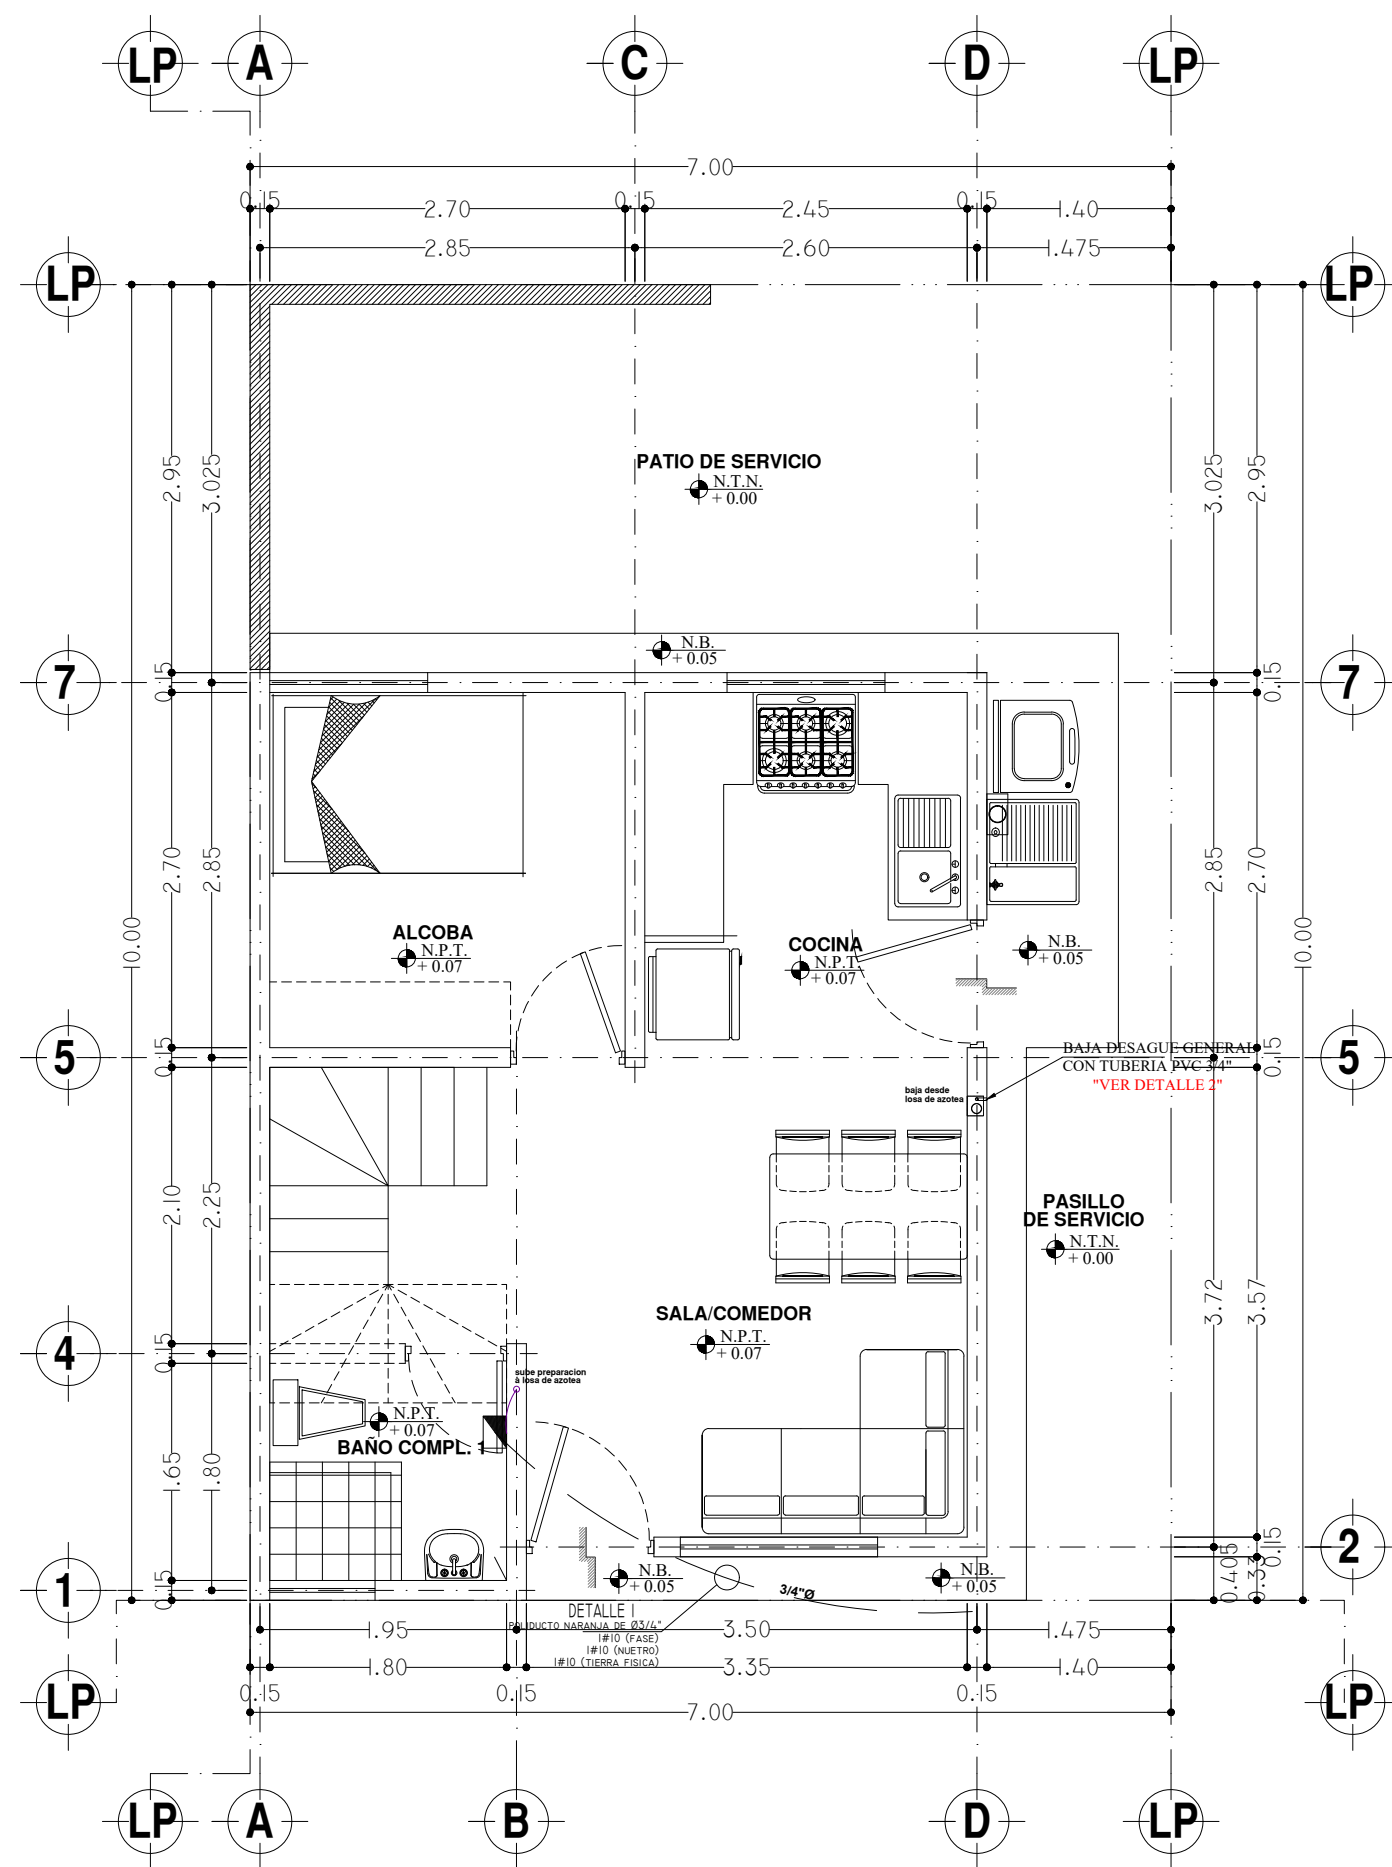 LP A C D LP
7.00
0.15 2.70 0.15 2.45 0.15 1.40
2.85 2.60 1.475
LP LP
2.95 3.025 3.025 2.95
PATIO DE SERVICIO
N.T.N.
+ 0.00
N.B.
+ 0.05
7 0.15 0.15 7
10.00 2.70 2.85 2.85 2.70 10.00
ALCOBA
N.P.T.
+ 0.07
COCINA
N.P.T.
+ 0.07
N.B.
+ 0.05
5 0.15 0.15 5
BAJA DESAGUE GENERAL
CON TUBERIA PVC 3/4"
"VER DETALLE 2"
baja desde
losa de azotea
2.10 2.25
PASILLO
DE SERVICIO
N.T.N.
+ 0.00
3.72 3.57
SALA/COMEDOR
N.P.T.
+ 0.07
4 0.15
sube preparacion
a losa de azotea
N.P.T.
+ 0.07
BAÑO COMPL. 1
1.65 1.80
0.405 0.33 0.15 2
1 0.15
N.B.
+ 0.05
N.B.
+ 0.05
3/4"Ø
DETALLE 1
POLIDUCTO NARANJA DE Ø3/4"
1#10 (FASE)
1#10 (NUETRO)
1#10 (TIERRA FISICA)
1.95 3.50 1.475
1.80 3.35 1.40
0.15 0.15 0.15
7.00
LP LP
LP A B D LP